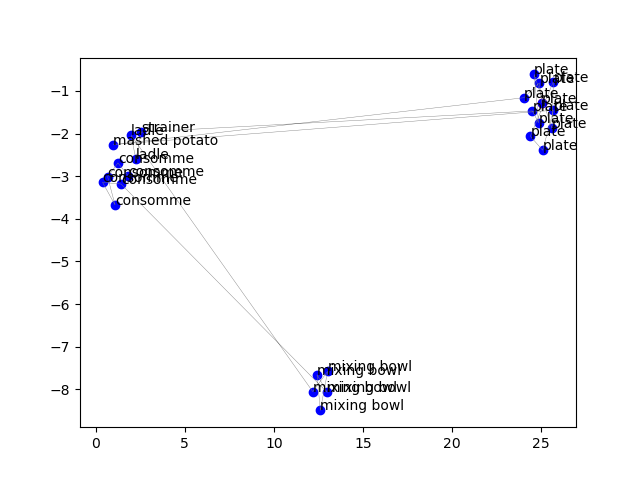 plate
plate
plate
plate
plate
plate
plate
plate
plate
plate
strainer
ladle
mashed potato
ladle
consomme
consomme
consomme
consomme
consomme
consomme
mixing bowl
mixing bowl
mixing bowl
mixing bowl
mixing bowl
−1
−2
−3
−4
−5
−6
−7
−8
0
5
10
15
20
25